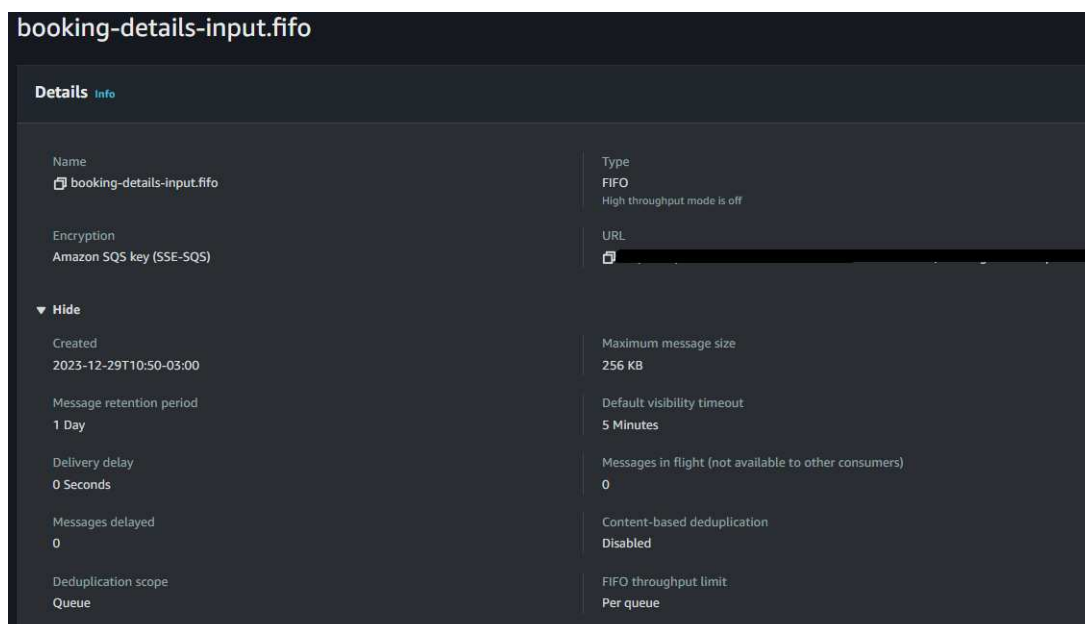 booking-details-input.fifo
Details Info
Name
booking-details-input.fifo
Type
FIFO
High throughput mode is off
Encryption
Amazon SQS key (SSE-SQS)
URL
Hide
Created
2023-12-29T10:50-03:00
Maximum message size
256 KB
Message retention period
1 Day
Default visibility timeout
5 Minutes
Delivery delay
0 Seconds
Messages in flight (not available to other consumers)
0
Messages delayed
0
Content-based deduplication
Disabled
Deduplication scope
Queue
FIFO throughput limit
Per queue